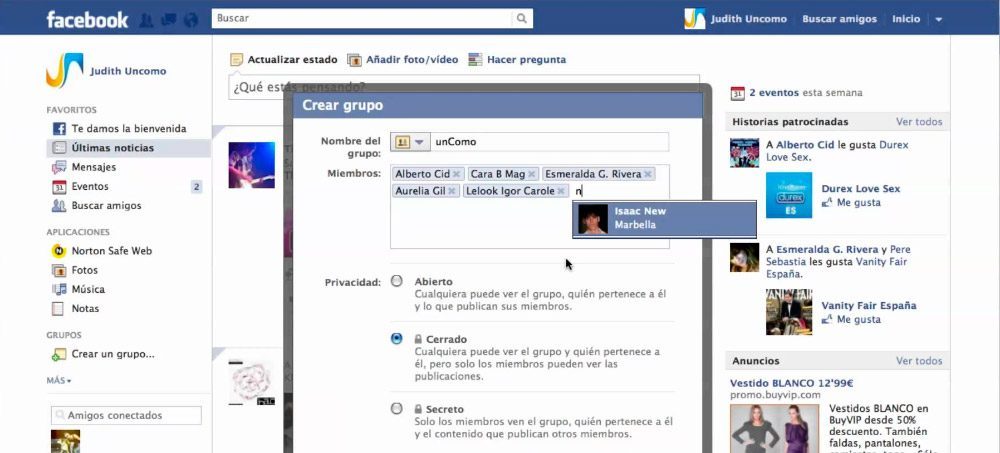 facebook
Buscar
Judith Uncomo
Buscar amigos
Inicio
Judith Uncomo
FAVORITOS
Te damos la bienvenida
Últimas noticias
Mensajes
Eventos
2
Buscar amigos
APLICACIONES
Norton Safe Web
Fotos
Música
Notas
GRUPOS
Crear un grupo...
MÁS
Amigos conectados
Actualizar estado
Añadir foto/vídeo
Hacer pregunta
¿Qué estás pensando?
Crear grupo
Nombre del
grupo:
unComo
Miembros:
Alberto Cid
Cara B Mag
Esmeralda G. Rivera
Aurelia Gil
Lelook Igor Carole
n
Isaac New
Marbella
Privacidad:
Abierto
Cualquiera puede ver el grupo, quién pertenece a él
y lo que publican sus miembros.
Cerrado
Cualquiera puede ver el grupo y quién pertenece a
él, pero solo los miembros pueden ver las
publicaciones.
Secreto
Solo los miembros ven el grupo, quién pertenece a él
y el contenido que publican otros miembros.
31
2 eventos esta semana
Historias patrocinadas
Ver todos
A Alberto Cid le gusta Durex
Love Sex.
durex
ES
Durex Love Sex
Me gusta
A Esmeralda G. Rivera y Pere
Sebastia les gusta Vanity Fair
España.
Vanity Fair España
Me gusta
Anuncios
Ver todos
Vestido BLANCO 12'99€
promo.buyvip.com
Vestidos BLANCO en
BuyVIP desde 50%
descuento. También
faldas, pantalones,